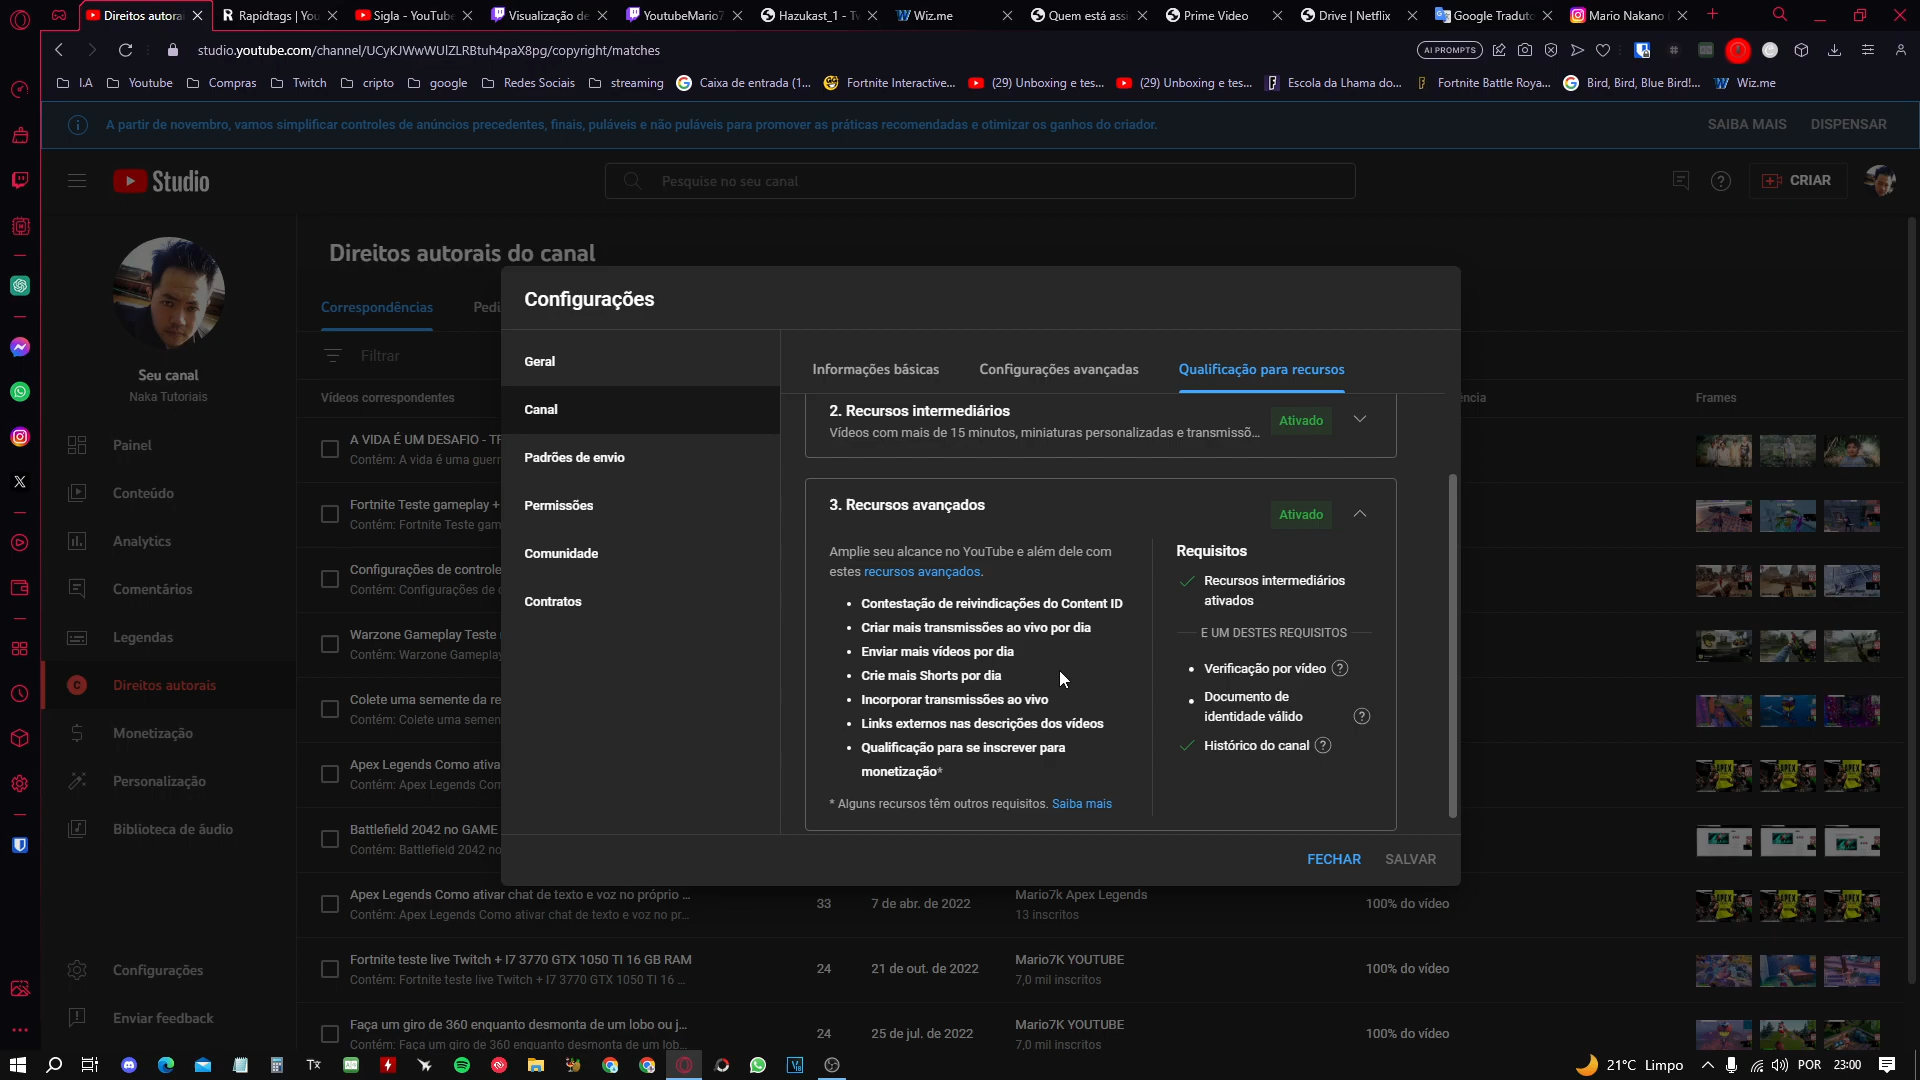 Direitos autora
Rapidtags | You
Sigla - YouTube
Visualização de
YoutubeMario7
Hazukast_1 - Tw
Wiz.me
Quem está ass
Prime Video
Drive | Netflix
Google Traduto
Mario Nakano
studio.youtube.com/channel/UCyKJWwWUlZLRBtuh4paX8pg/copyright/matches
AI PROMPTS
I.A
Youtube
Compras
Twitch
cripto
google
Redes Sociais
streaming
Caixa de entrada (1...
Fortnite Interactive...
(29) Unboxing e tes...
(29) Unboxing e tes...
Escola da Lhama do...
Fortnite Battle Roya...
Bird, Bird, Blue Bird!...
Wiz.me
A partir de novembro, vamos simplificar controles de anúncios precedentes, finais, puláveis e não puláveis para promover as práticas recomendadas e otimizar os ganhos do criador.
SAIBA MAIS
DISPENSAR
Studio
Pesquise no seu canal
CRIAR
Seu canal
Naka Tutoriais
Painel
Conteúdo
Analytics
Comentários
Legendas
Direitos autorais
Monetização
Personalização
Biblioteca de áudio
Configurações
Enviar feedback
Direitos autorais do canal
Correspondências
Pedi
Filtrar
Vídeos correspondentes
ência
Frames
A VIDA É UM DESAFIO - TR
Contém: A vida é uma guerr
Fortnite Teste gameplay +
Contém: Fortnite Teste gam
Configurações de controle
Contém: Configurações de c
Warzone Gameplay Teste
Contém: Warzone Gameplay
Colete uma semente da re
Contém: Colete uma semen
Apex Legends Como ativa
Contém: Apex Legends Com
Battlefield 2042 no GAME
Contém: Battlefield 2042 no
Apex Legends Como ativar chat de texto e voz no próprio ...
Contém: Apex Legends Como ativar chat de texto e voz no pr...
33
7 de abr. de 2022
Mario7k Apex Legends
13 inscritos
100% do vídeo
Fortnite teste live Twitch + I7 3770 GTX 1050 TI 16 GB RAM
Contém: Fortnite teste live Twitch + I7 3770 GTX 1050 TI 16 ...
24
21 de out. de 2022
Mario7K YOUTUBE
7,0 mil inscritos
100% do vídeo
Faça um giro de 360 enquanto desmonta de um lobo ou j...
Contém: Faça um giro de 360 enquanto desmonta de um lob...
24
25 de jul. de 2022
Mario7K YOUTUBE
7,0 mil inscritos
100% do vídeo
Configurações
Geral
Canal
Padrões de envio
Permissões
Comunidade
Contratos
Informações básicas
Configurações avançadas
Qualificação para recursos
2. Recursos intermediários
Vídeos com mais de 15 minutos, miniaturas personalizadas e transmissõ...
Ativado
3. Recursos avançados
Ativado
Amplie seu alcance no YouTube e além dele com
estes recursos avançados.
• Contestação de reivindicações do Content ID
• Criar mais transmissões ao vivo por dia
• Enviar mais vídeos por dia
• Crie mais Shorts por dia
• Incorporar transmissões ao vivo
• Links externos nas descrições dos vídeos
• Qualificação para se inscrever para
monetização*
* Alguns recursos têm outros requisitos. Saiba mais
Requisitos
Recursos intermediários
ativados
E UM DESTES REQUISITOS
• Verificação por vídeo
• Documento de
identidade válido
Histórico do canal
FECHAR
SALVAR
21°C Limpo
POR
23:00